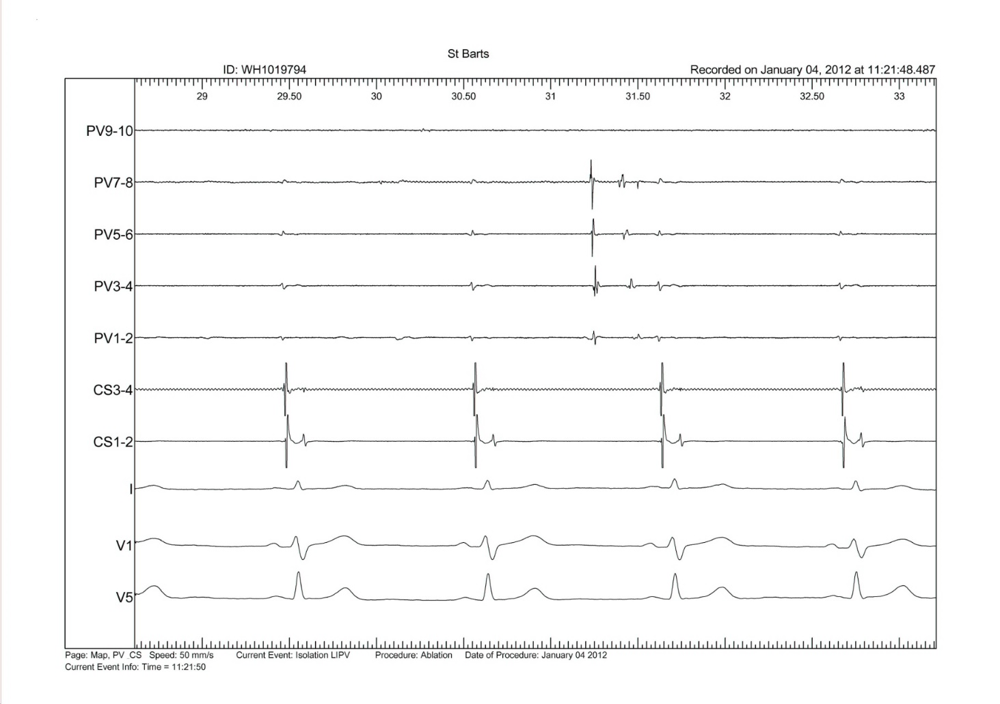 St Barts
ID: WH1019794 Recorded on January 04, 2012 at 11:21:48.487
29 29.50 30 30.50 31 31.50 32 32.50 33
PV9-10
PV7-8
PV5-6
PV3-4
PV1-2
CS3-4
CS1-2
I
V1
V5
Page: Map, PV CS Speed: 50 mm/s Current Event: Isolation LIPV Procedure: Ablation Date of Procedure: January 04 2012
Current Event Info: Time = 11:21:50